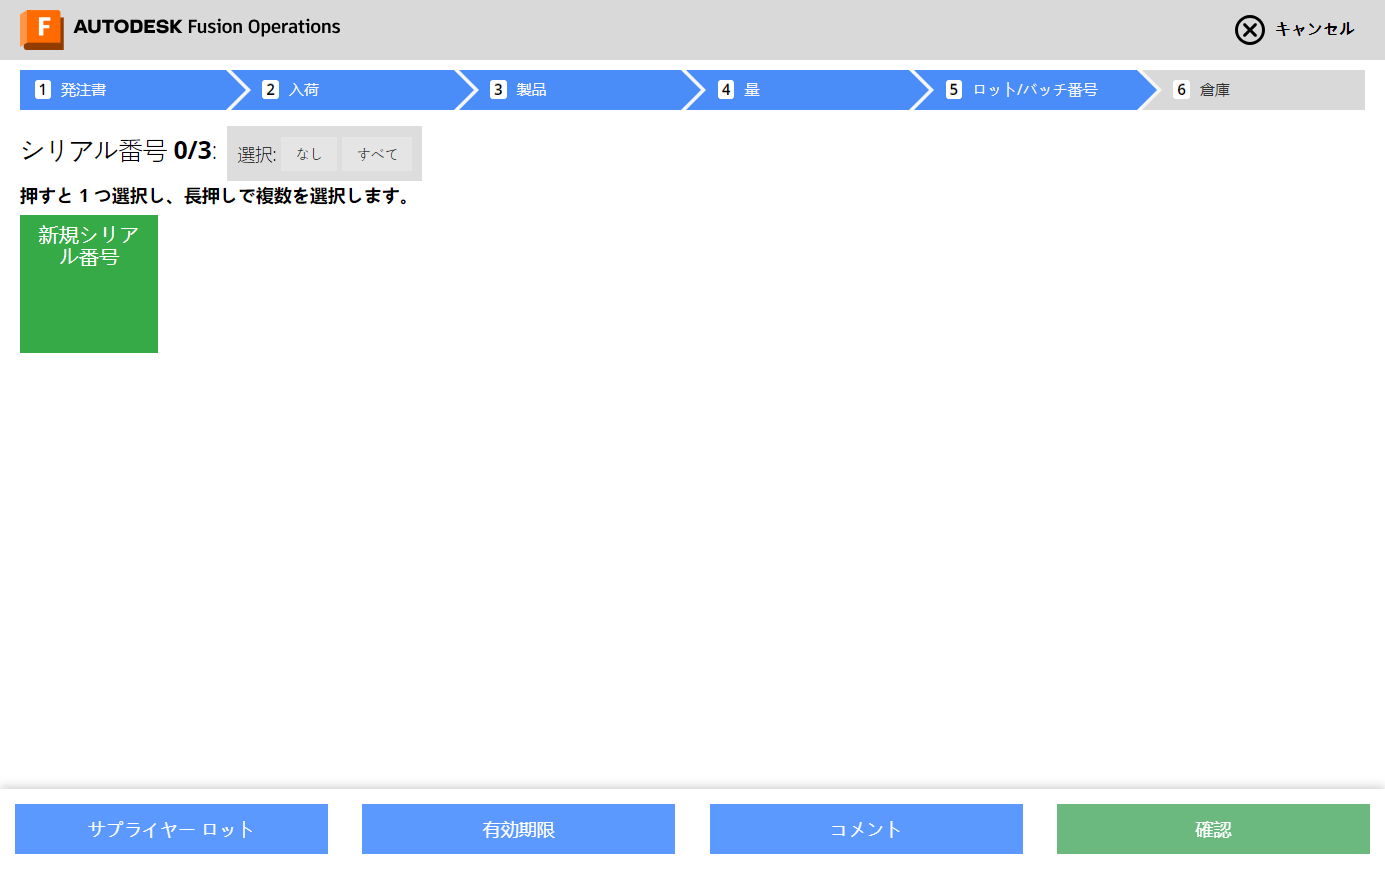 F AUTODESK Fusion Operations
キャンセル
1 発注書
2 入荷
3 製品
4 量
5 ロット/バッチ番号
6 倉庫
シリアル番号 0/3:
選択: なし すべて
押すと 1 つ選択し、長押しで複数を選択します。
新規シリア
ル番号
サプライヤー ロット
有効期限
コメント
確認